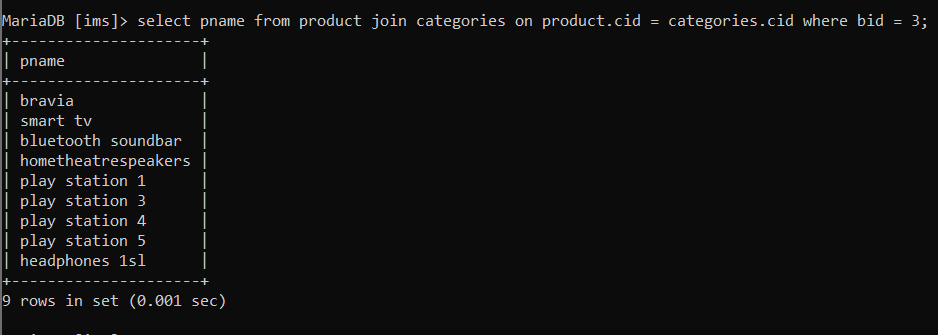 MariaDB [ims]> select pname from product join categories on product.cid = categories.cid where bid = 3;
+---------------------+
| pname               |
+---------------------+
| bravia              |
| smart tv            |
| bluetooth soundbar  |
| hometheatrespeakers |
| play station 1      |
| play station 3      |
| play station 4      |
| play station 5      |
| headphones 1sl      |
+---------------------+
9 rows in set (0.001 sec)